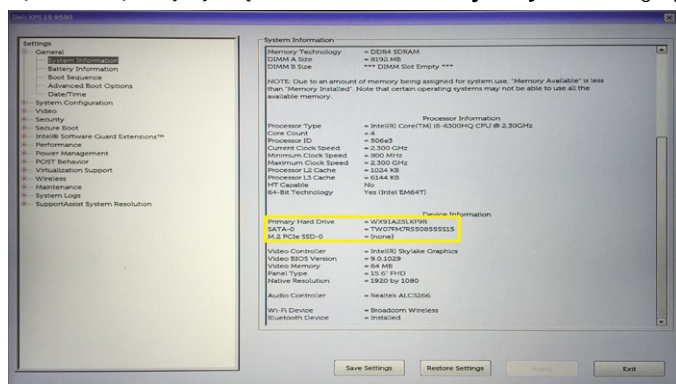 Dell XPS 15 9550
Settings
General
System Information
Battery Information
Boot Sequence
Advanced Boot Options
Date/Time
System Configuration
Video
Security
Secure Boot
Intel® Software Guard Extensions™
Performance
Power Management
POST Behavior
Virtualization Support
Wireless
Maintenance
System Logs
SupportAssist System Resolution
System Information
Memory Technology = DDR4 SDRAM
DIMM A Size = 8192 MB
DIMM B Size *** DIMM Slot Empty ***
NOTE: Due to an amount of memory being assigned for system use, "Memory Available" is less
than "Memory Installed". Note that certain operating systems may not be able to use all the
available memory.
Processor Information
Processor Type = Intel(R) Core(TM) i5-6300HQ CPU @ 2.30GHz
Core Count = 4
Processor ID = 506e3
Current Clock Speed = 2.300 GHz
Minimum Clock Speed = 800 MHz
Maximum Clock Speed = 2.300 GHz
Processor L2 Cache = 1024 KB
Processor L3 Cache = 6144 KB
HT Capable No
64-Bit Technology Yes (Intel EM64T)
Device Information
Primary Hard Drive = WX91A25LKP9R
SATA-0 = TW07FM7R5508555515
M.2 PCIe SSD-0 = {none}
Video Controller = Intel(R) Skylake Graphics
Video BIOS Version = 9.0.1029
Video Memory = 64 MB
Panel Type = 15.6" FHD
Native Resolution = 1920 by 1080
Audio Controller = Realtek ALC3266
Wi-Fi Device = Broadcom Wireless
Bluetooth Device = Installed
Save Settings
Restore Settings
Apply
Exit